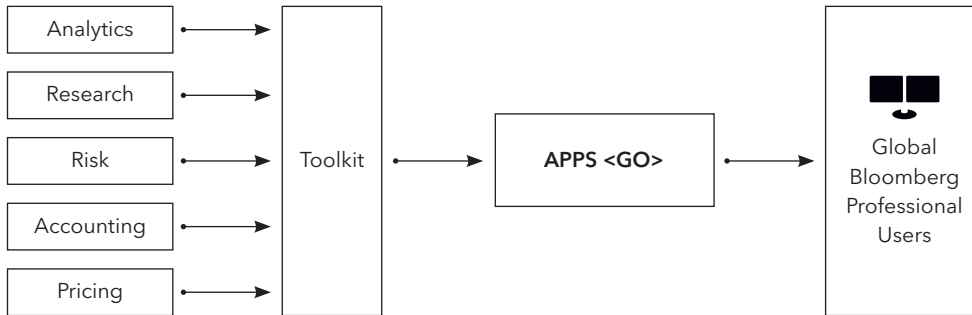 Analytics
Research
Risk
Accounting
Pricing
Toolkit
APPS <GO>
Global
Bloomberg
Professional
Users